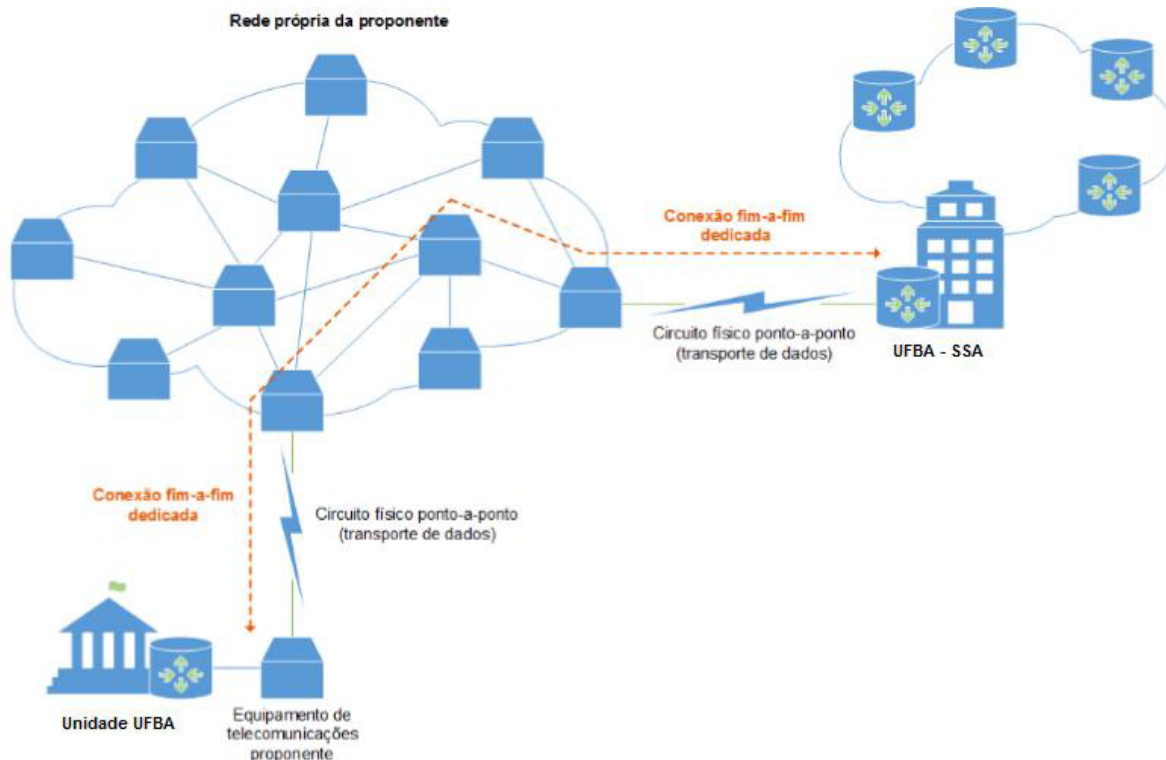 Rede própria da proponente
Conexão fim-a-fim
dedicada
Circuito físico ponto-a-ponto
(transporte de dados)
UFBA - SSA
Conexão fim-a-fim
dedicada
Circuito físico ponto-a-ponto
(transporte de dados)
Unidade UFBA
Equipamento de
telecomunicações
proponente